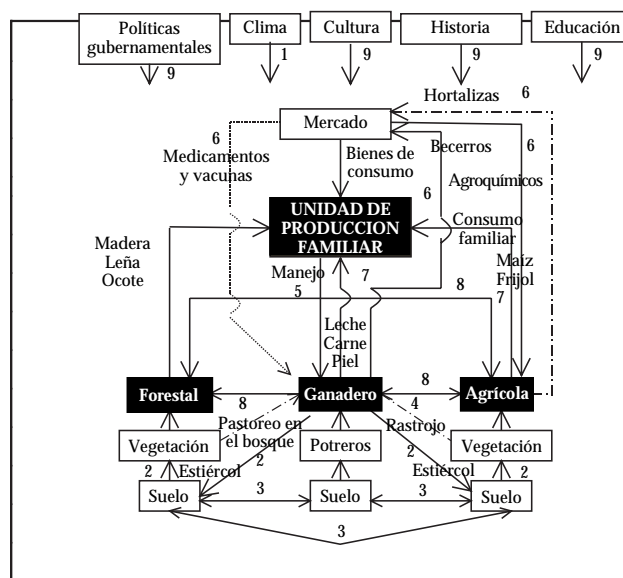 Políticas
gubernamentales
Clima
Cultura
Historia
Educación
9
1
9
9
9
Hortalizas
6
Mercado
6
Medicamentos
y vacunas
Bienes de
consumo
Becerros
6
Agroquímicos
6
UNIDAD DE
PRODUCCION
FAMILIAR
Consumo
familiar
Madera
Leña
Ocote
Manejo
5
7
8
Maíz
Frijol
7
Leche
Carne
Piel
Forestal
8
Ganadero
8
Agrícola
4
Pastoreo en
el bosque
Rastrojo
Vegetación
Potreros
Vegetación
2
Estiércol
2
2
Estiércol
2
Suelo
3
Suelo
3
Suelo
3